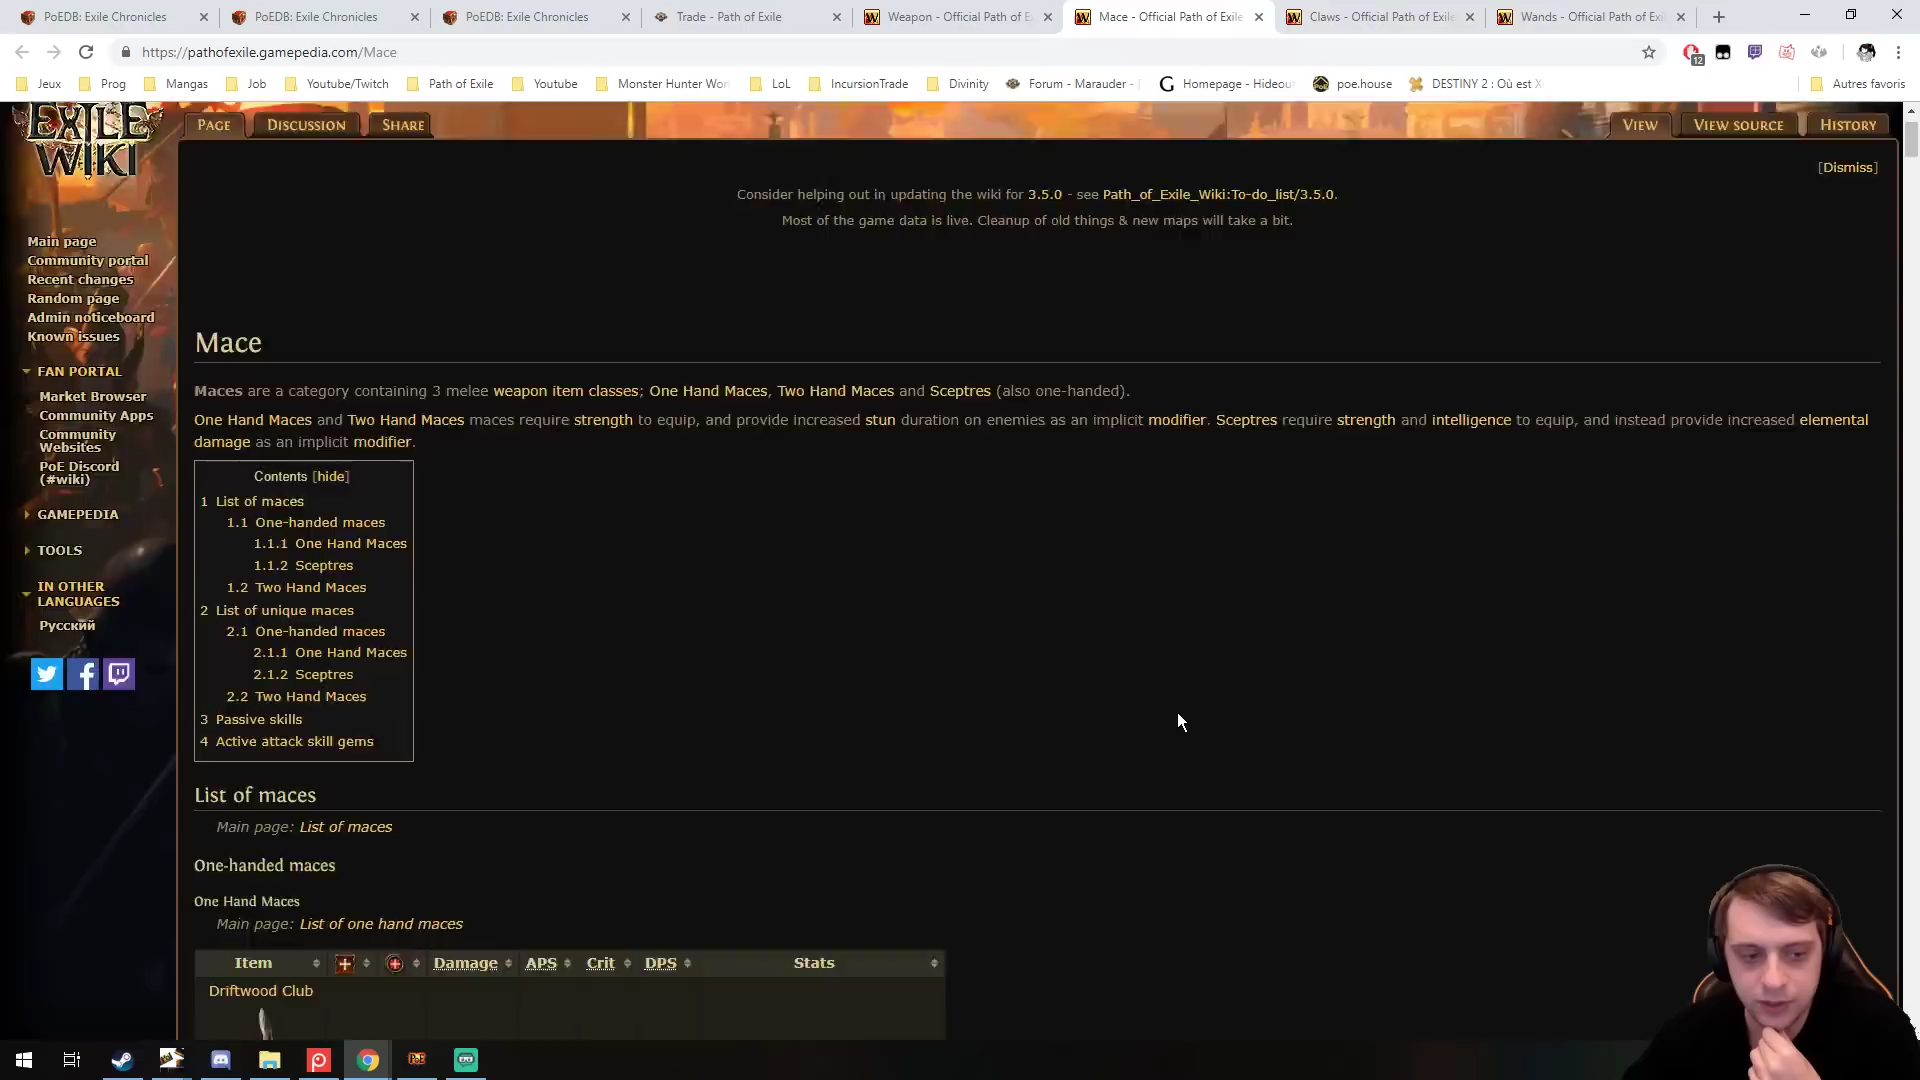 PoEDB: Exile Chronicles
PoEDB: Exile Chronicles
PoEDB: Exile Chronicles
Trade - Path of Exile
Weapon - Official Path of E
Mace - Official Path of Exile
Claws - Official Path of Exile
Wands - Official Path of Exil
https://pathofexile.gamepedia.com/Mace
12
Jeux
Prog
Mangas
Job
Youtube/Twitch
Path of Exile
Youtube
Monster Hunter Wor
LoL
IncursionTrade
Divinity
Forum - Marauder -
Homepage - Hideout
poe.house
DESTINY 2 : Où est X
Autres favoris
EXILE
WIKI
PAGE
DISCUSSION
SHARE
VIEW
VIEW SOURCE
HISTORY
[Dismiss]
Consider helping out in updating the wiki for 3.5.0 - see Path_of_Exile_Wiki:To-do_list/3.5.0.
Most of the game data is live. Cleanup of old things & new maps will take a bit.
Main page
Community portal
Recent changes
Random page
Admin noticeboard
Known issues
FAN PORTAL
Market Browser
Community Apps
Community
Websites
PoE Discord
(#wiki)
GAMEPEDIA
TOOLS
IN OTHER
LANGUAGES
Русский
Mace
Maces are a category containing 3 melee weapon item classes; One Hand Maces, Two Hand Maces and Sceptres (also one-handed).
One Hand Maces and Two Hand Maces maces require strength to equip, and provide increased stun duration on enemies as an implicit modifier. Sceptres require strength and intelligence to equip, and instead provide increased elemental
damage as an implicit modifier.
Contents [hide]
1 List of maces
1.1 One-handed maces
1.1.1 One Hand Maces
1.1.2 Sceptres
1.2 Two Hand Maces
2 List of unique maces
2.1 One-handed maces
2.1.1 One Hand Maces
2.1.2 Sceptres
2.2 Two Hand Maces
3 Passive skills
4 Active attack skill gems
List of maces
Main page: List of maces
One-handed maces
One Hand Maces
Main page: List of one hand maces
Item
Damage
APS
Crit
DPS
Stats
Driftwood Club